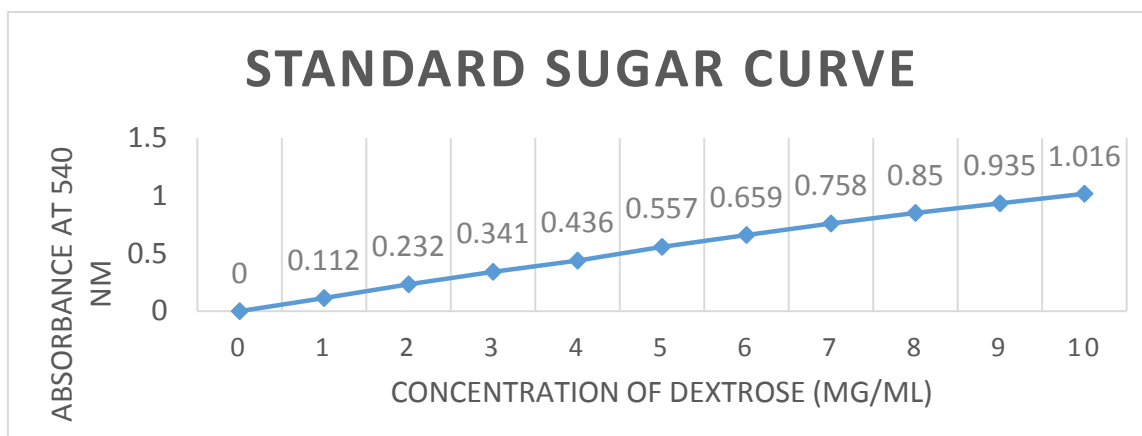 STANDARD SUGAR CURVE
ABSORBANCE AT 540
NM
1.5
1
0.5
0
0 0.112 0.232 0.341 0.436 0.557 0.659 0.758 0.85 0.935 1.016
0 1 2 3 4 5 6 7 8 9 10
CONCENTRATION OF DEXTROSE (MG/ML)